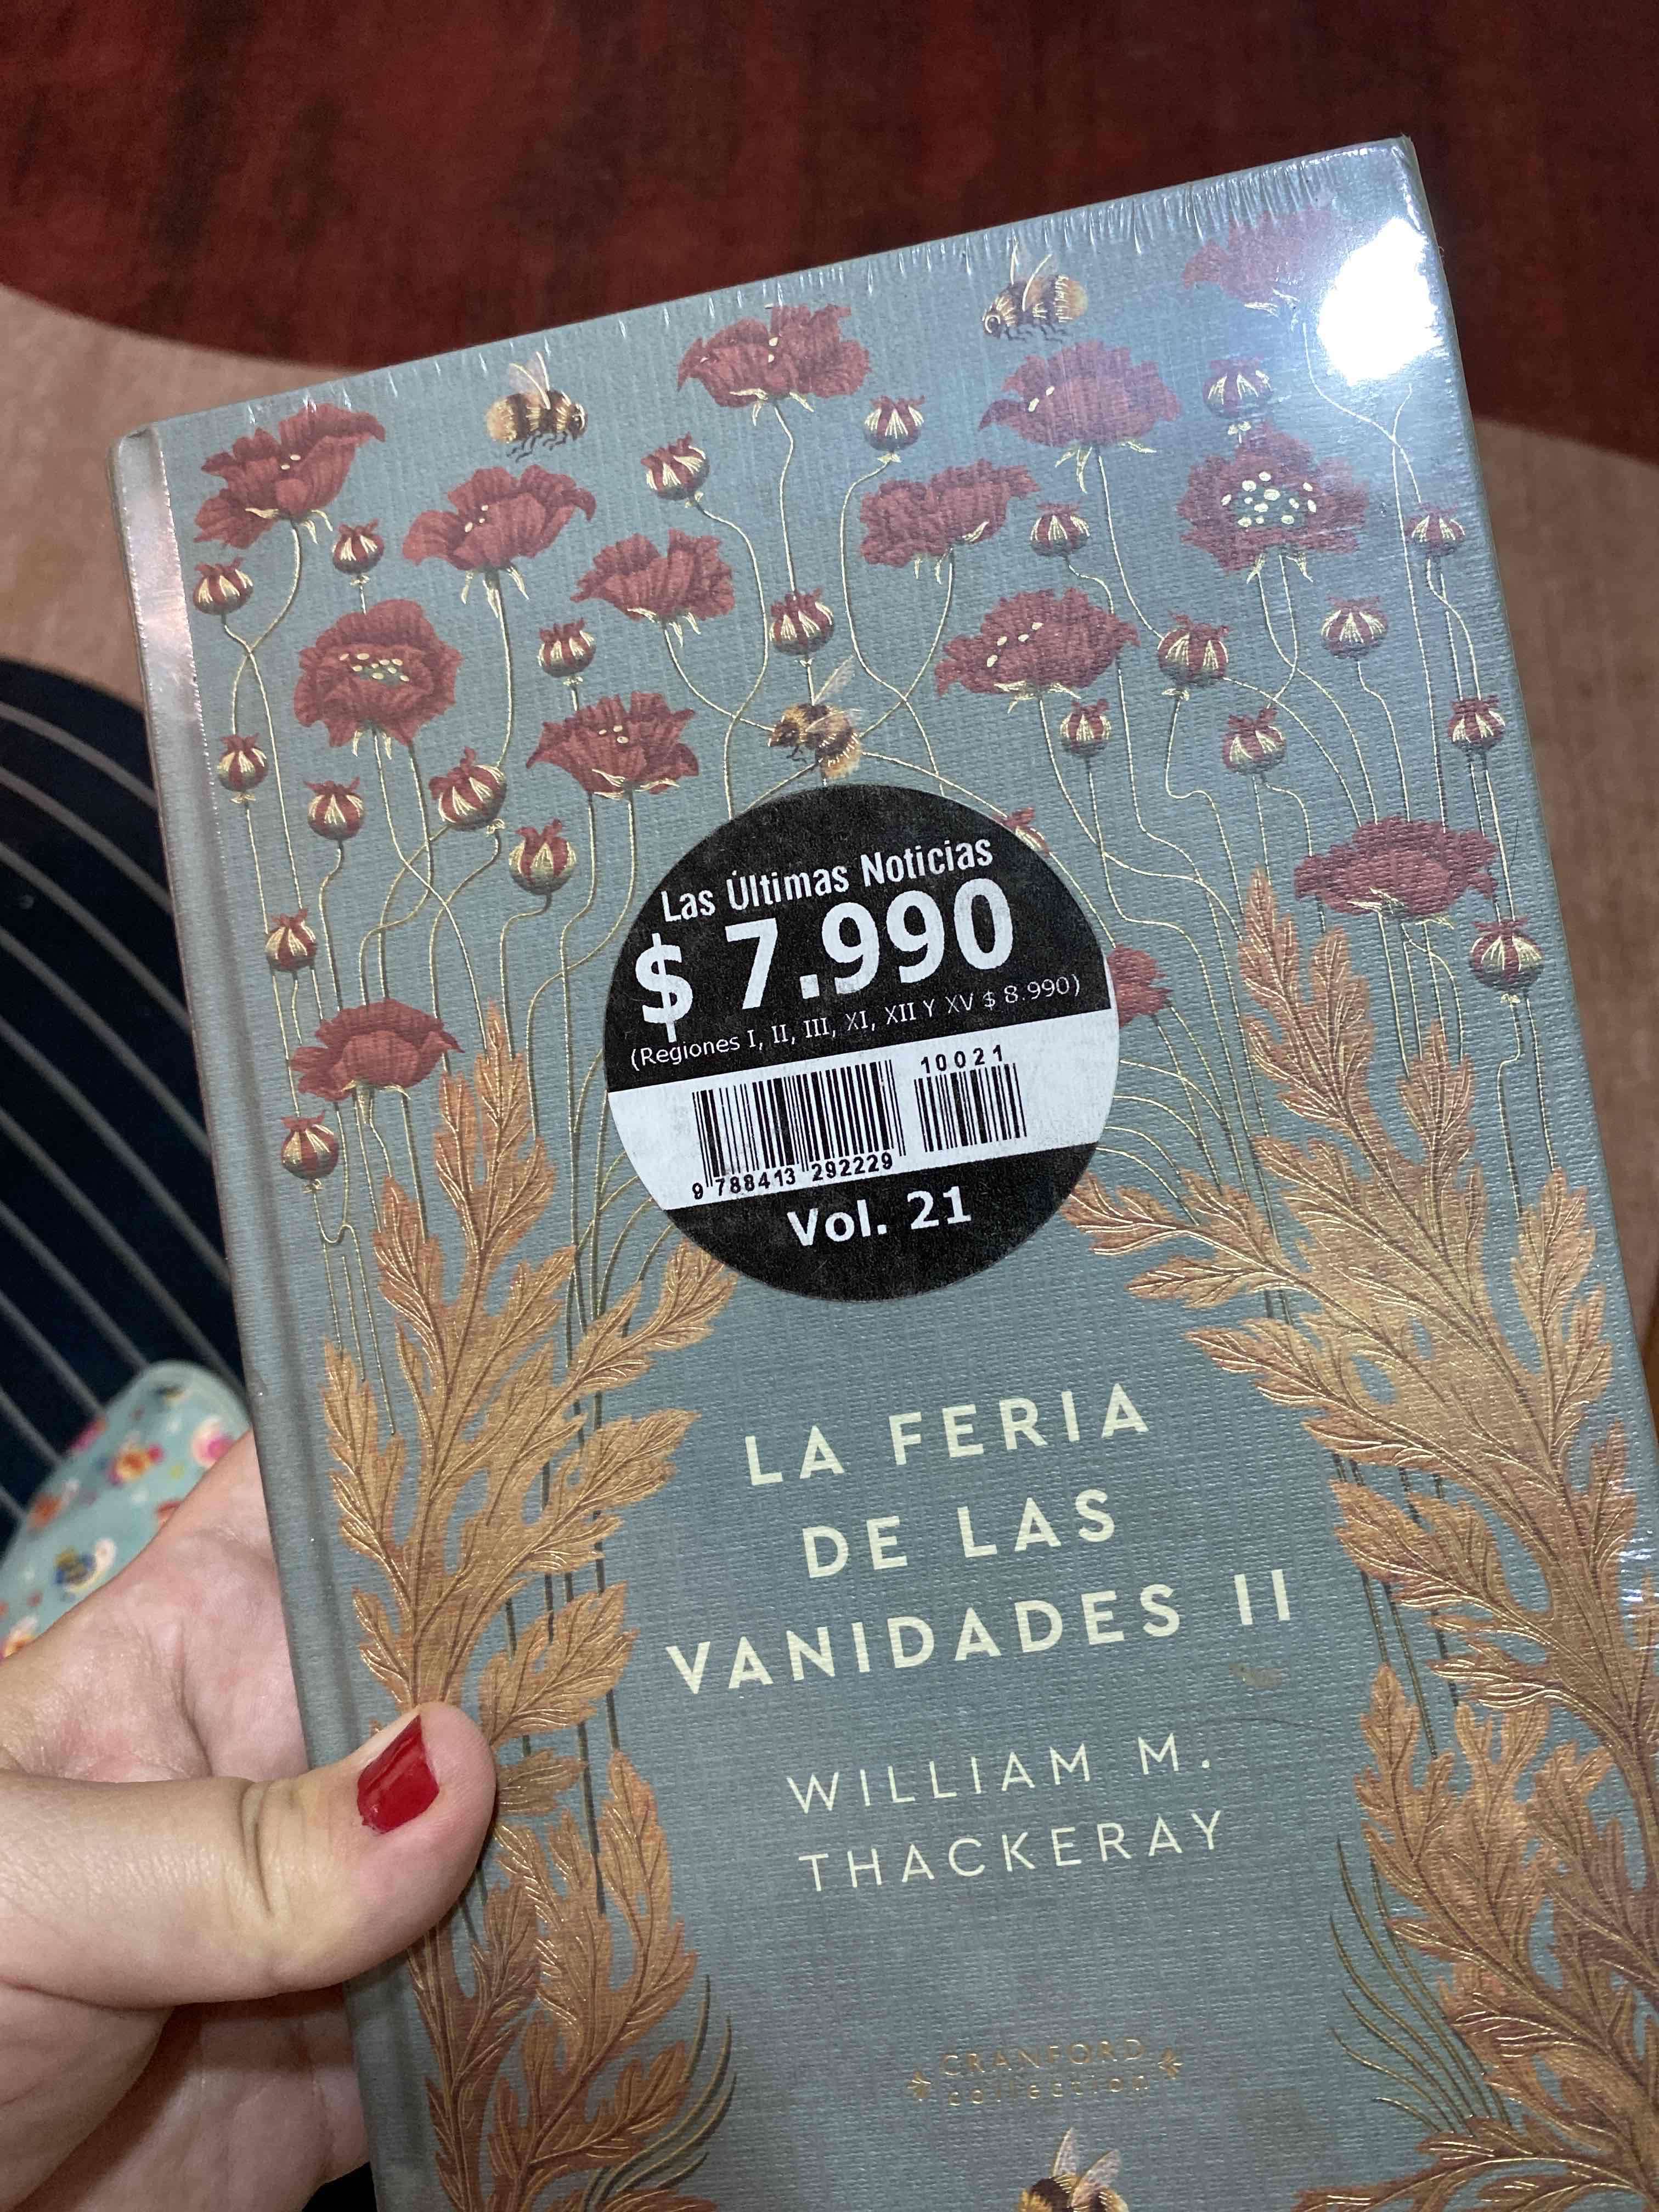 Las Últimas Noticias
$ 7.990
(Regiones I, II, III, XI, XII Y XV $ 8.990)
10021
9 788413 292229
Vol. 21
LA FERIA
DE LAS
VANIDADES II
WILLIAM M.
THACKERAY
CRANFORD
collection